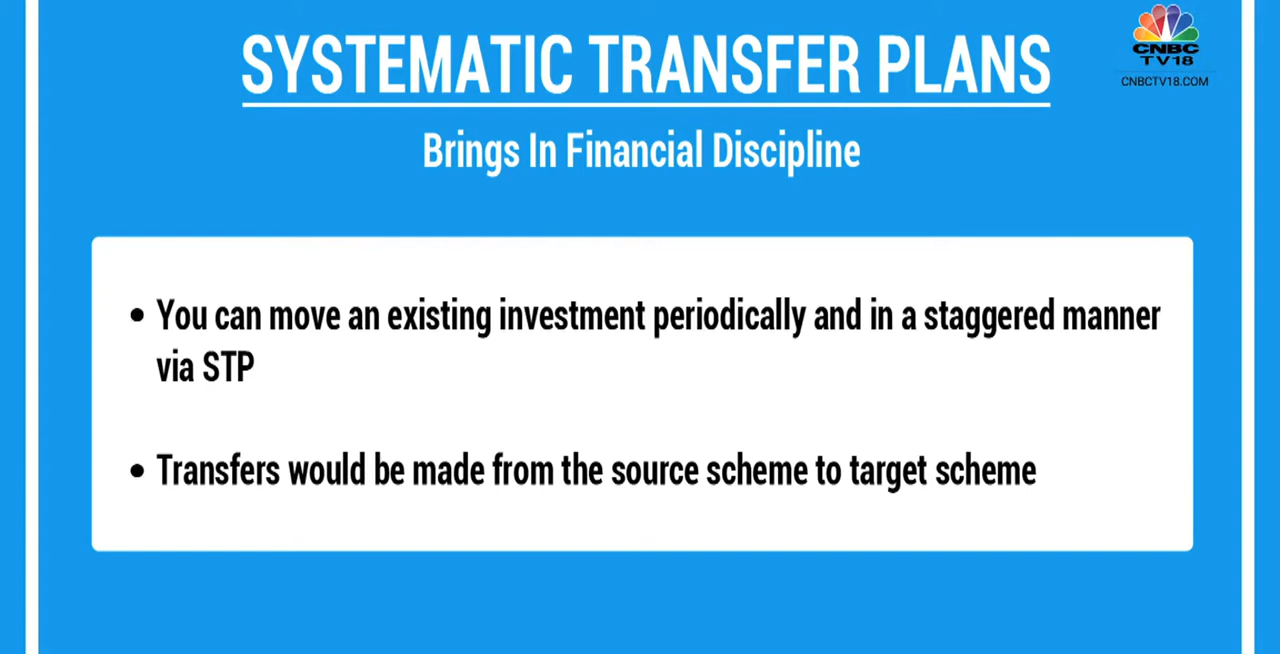 SYSTEMATIC TRANSFER PLANS
CNBC
TV18
CNBCTV18.COM
Brings In Financial Discipline
• You can move an existing investment periodically and in a staggered manner
via STP
• Transfers would be made from the source scheme to target scheme